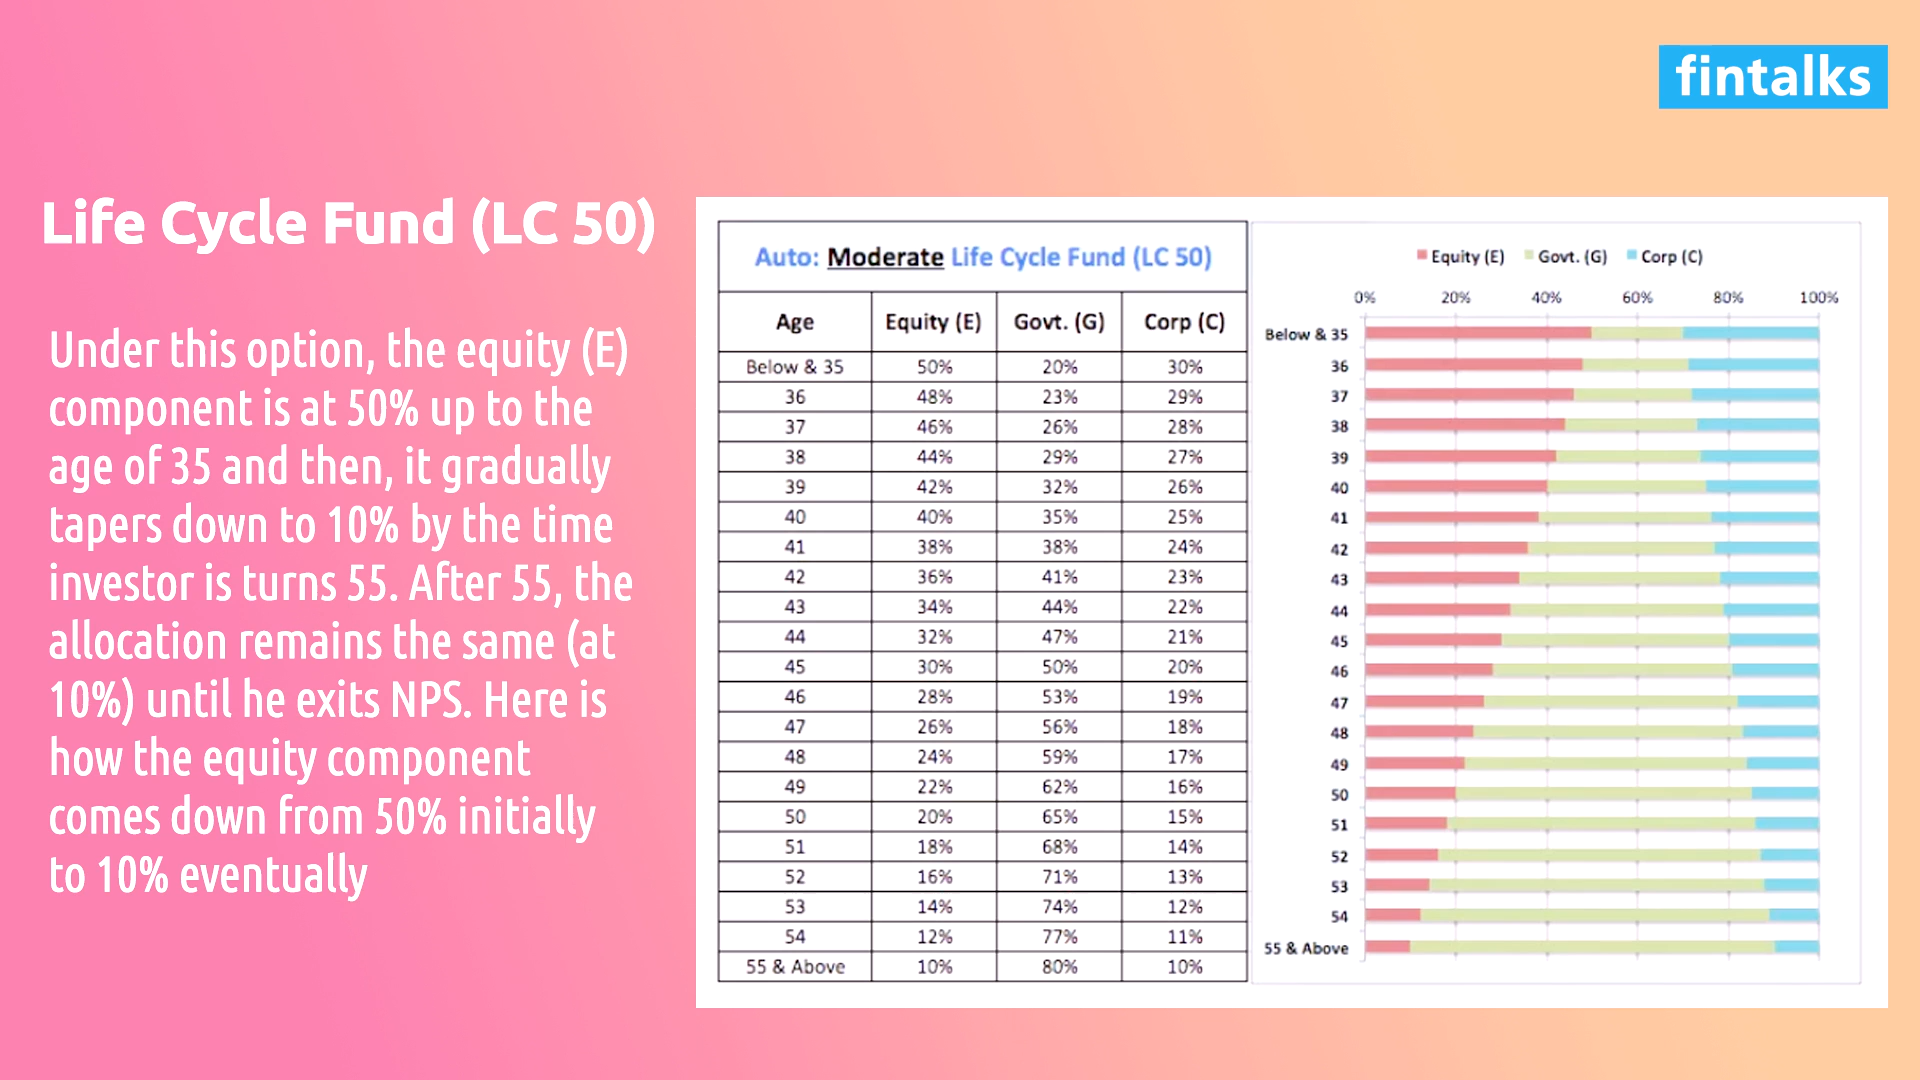 fintalks
Life Cycle Fund (LC 50)
Under this option, the equity (E)
component is at 50% up to the
age of 35 and then, it gradually
tapers down to 10% by the time
investor is turns 55. After 55, the
allocation remains the same (at
10%) until he exits NPS. Here is
how the equity component
comes down from 50% initially
to 10% eventually
Auto: Moderate Life Cycle Fund (LC 50)
Age Equity (E) Govt. (G) Corp (C)
Below & 35 50% 20% 30%
36 48% 23% 29%
37 46% 26% 28%
38 44% 29% 27%
39 42% 32% 26%
40 40% 35% 25%
41 38% 38% 24%
42 36% 41% 23%
43 34% 44% 22%
44 32% 47% 21%
45 30% 50% 20%
46 28% 53% 19%
47 26% 56% 18%
48 24% 59% 17%
49 22% 62% 16%
50 20% 65% 15%
51 18% 68% 14%
52 16% 71% 13%
53 14% 74% 12%
54 12% 77% 11%
55 & Above 10% 80% 10%
Equity (E) Govt. (G) Corp (C)
0% 20% 40% 60% 80% 100%
Below & 35
36
37
38
39
40
41
42
43
44
45
46
47
48
49
50
51
52
53
54
55 & Above